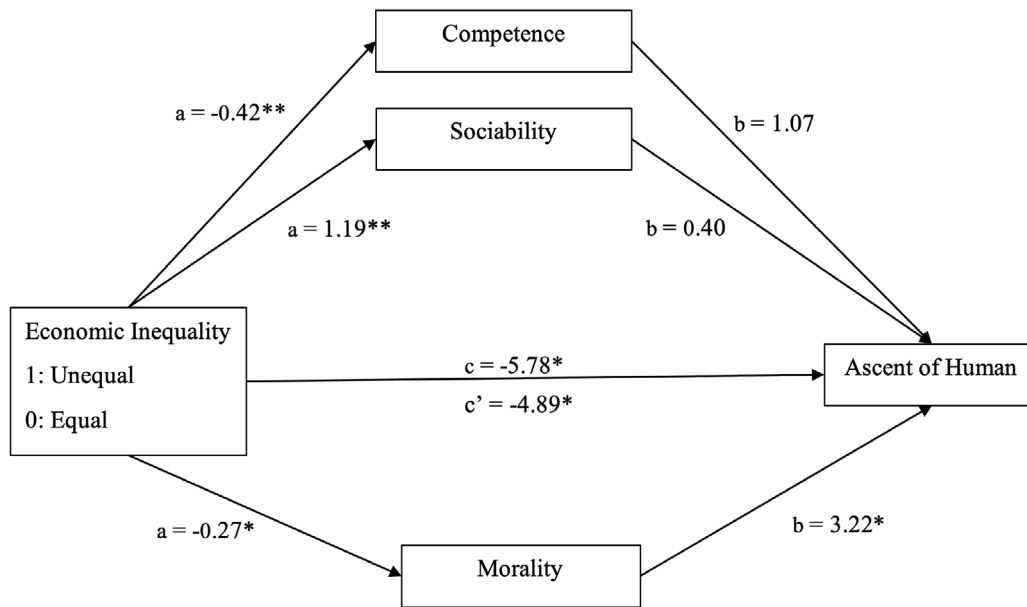 Competence
a = -0.42**
b = 1.07
Sociability
a = 1.19**
b = 0.40
Economic Inequality
1: Unequal
0: Equal
c = -5.78*
c’ = -4.89*
Ascent of Human
a = -0.27*
b = 3.22*
Morality